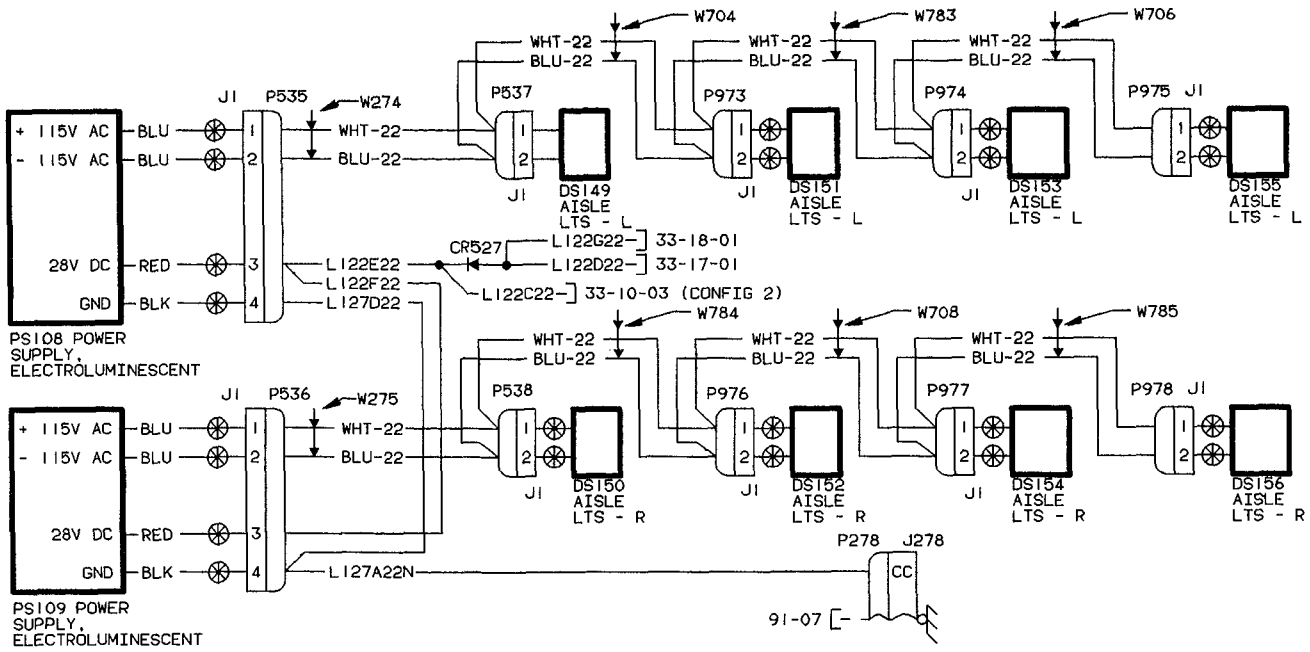 W704
W783
W706
WHT-22
WHT-22
WHT-22
BLU-22
BLU-22
BLU-22
J1 P535
W274
P537
P973
P974
P975 J1
+ 115V AC BLU 1 WHT-22 1 1 1 1
- 115V AC BLU 2 BLU-22 2 2 2 2
J1
J1
J1
DS149
AISLE
LTS - L
DS151
AISLE
LTS - L
DS153
AISLE
LTS - L
DS155
AISLE
LTS - L
28V DC RED 3 L122E22
CR527
L122G22 33-18-01
L122D22 33-17-01
L122F22
L122C22 33-10-03 (CONFIG 2)
GND BLK 4 L127D22
PS108 POWER
SUPPLY,
ELECTROLUMINESCENT
W784
W708
W785
WHT-22
WHT-22
WHT-22
BLU-22
BLU-22
BLU-22
J1 P536
W275
P538
P976
P977
P978 J1
+ 115V AC BLU 1 WHT-22 1 1 1 1
- 115V AC BLU 2 BLU-22 2 2 2 2
J1
J1
J1
DS150
AISLE
LTS - R
DS152
AISLE
LTS - R
DS154
AISLE
LTS - R
DS156
AISLE
LTS - R
28V DC RED 3
P278 J278
GND BLK 4 L127A22N CC
91-07
PS109 POWER
SUPPLY,
ELECTROLUMINESCENT